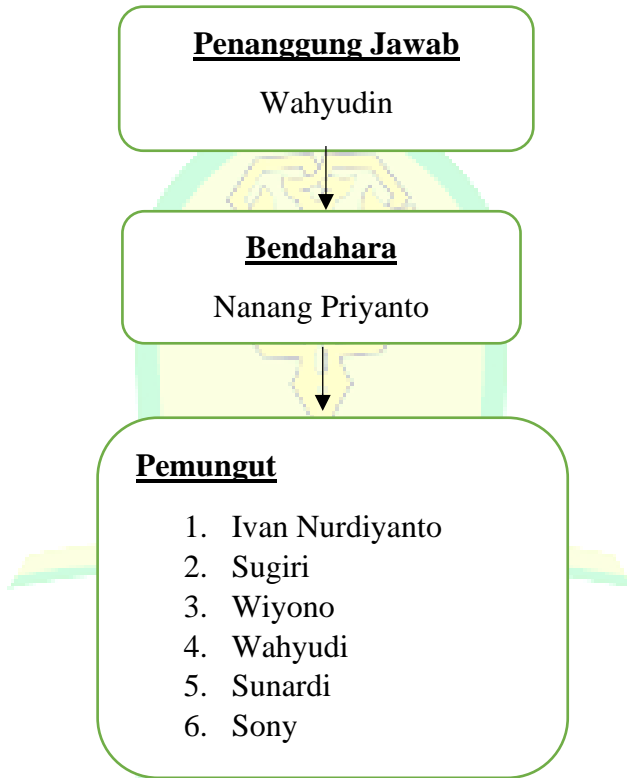 Penanggung Jawab
Wahyudin
Bendahara
Nanang Priyanto
Pemungut
1. Ivan Nurdiyanto
2. Sugiri
3. Wiyono
4. Wahyudi
5. Sunardi
6. Sony